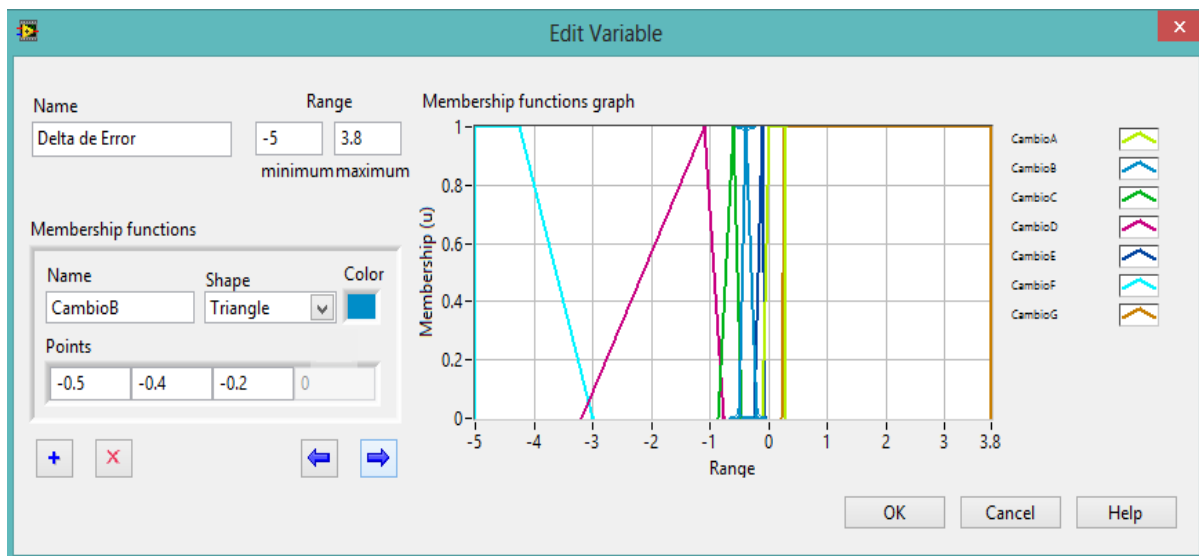 Edit Variable
x
Name
Range
Delta de Error
-5
3.8
minimum maximum
Membership functions
Name
Shape
Color
CambioB
Triangle
Points
-0.5
-0.4
-0.2
0
Membership functions graph
Membership (u)
1
0.8
0.6
0.4
0.2
0
-5
-4
-3
-2
-1
0
1
2
3
3.8
Range
CambioA
CambioB
CambioC
CambioD
CambioE
CambioF
CambioG
OK
Cancel
Help